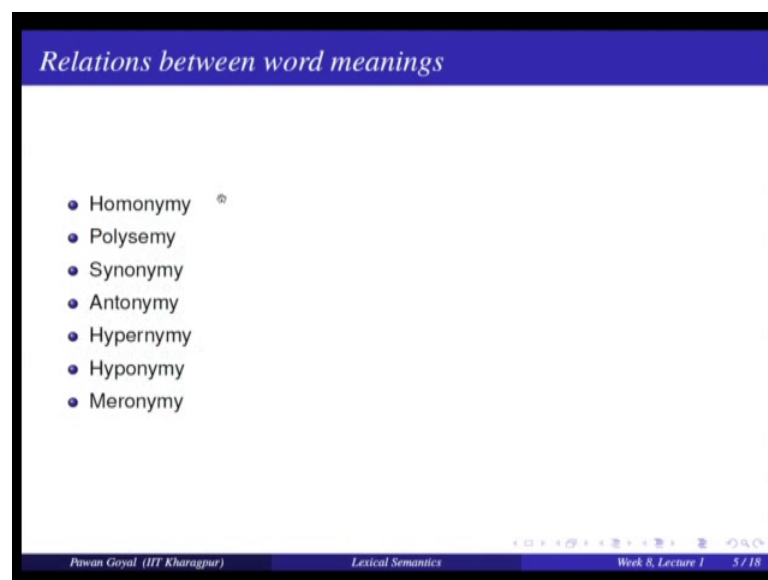 Relations between word meanings
Homonymy
Polysemy
Synonymy
Antonymy
Hypernymy
Hyponymy
Meronymy
Pawan Goyal (IIT Kharagpur) Lexical Semantics Week 8, Lecture 1 5 / 18